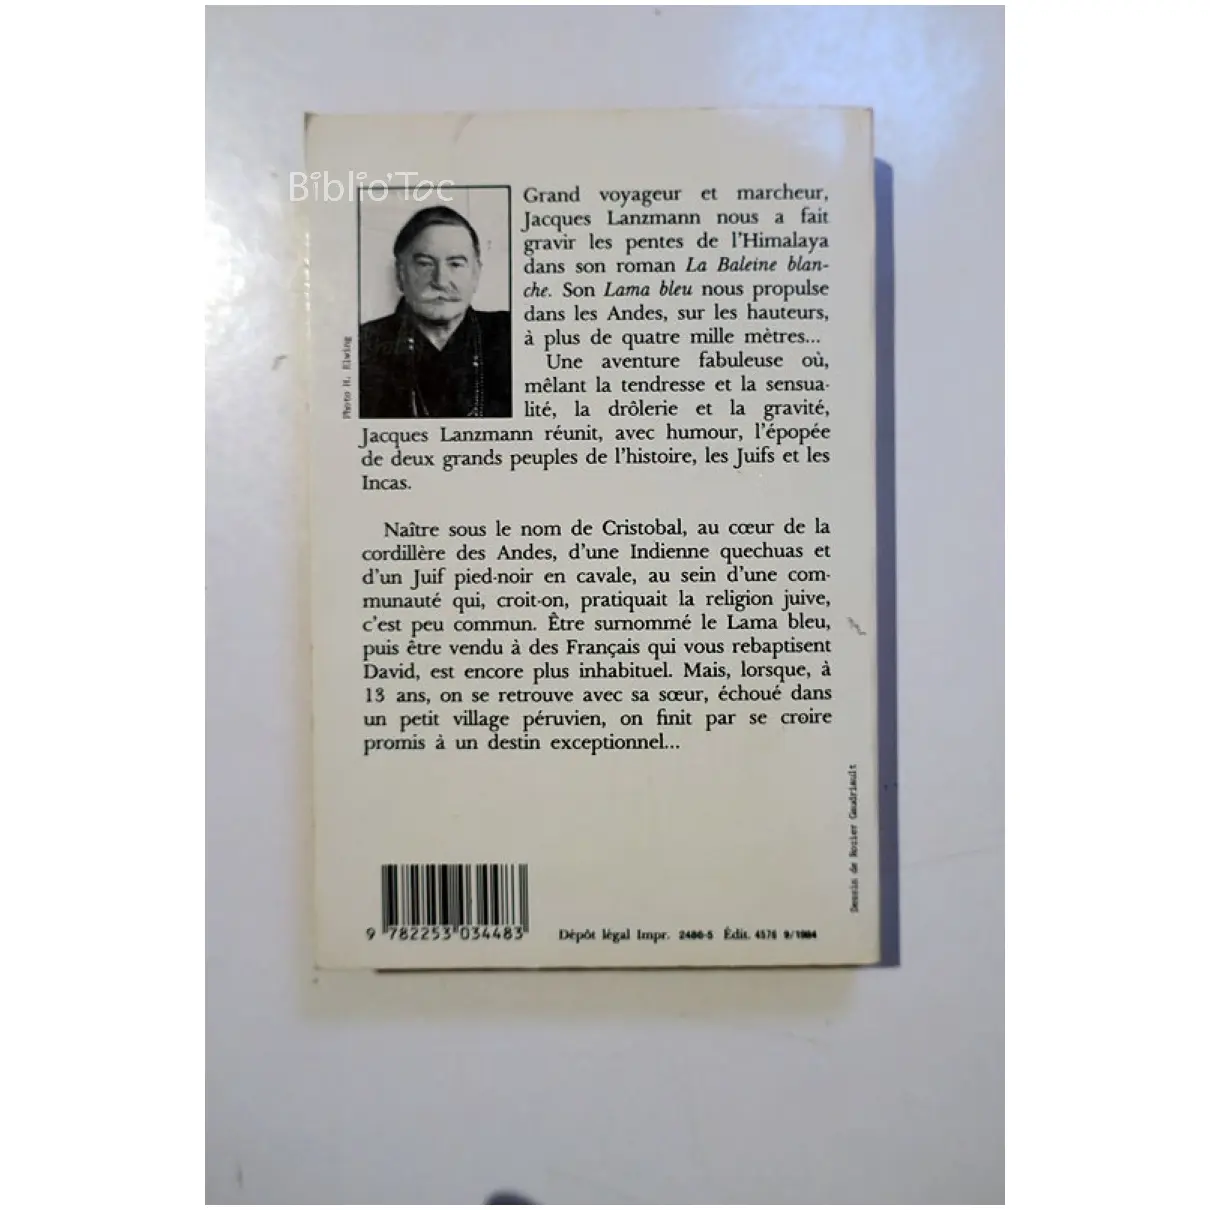 Biblio'Toc
Grand voyageur et marcheur,
Jacques Lanzmann nous a fait
gravir les pentes de l'Himalaya
dans son roman La Baleine blan-
che. Son Lama bleu nous propulse
dans les Andes, sur les hauteurs,
à plus de quatre mille mètres...
Une aventure fabuleuse où,
mêlant la tendresse et la sensua-
lité, la drôlerie et la gravité,
Jacques Lanzmann réunit, avec humour, l'épopée
de deux grands peuples de l'histoire, les Juifs et les
Incas.
Photo H. Elwing
Naître sous le nom de Cristobal, au cœur de la
cordillère des Andes, d'une Indienne quechuas et
d'un Juif pied-noir en cavale, au sein d'une com-
munauté qui, croit-on, pratiquait la religion juive,
c'est peu commun. Être surnommé le Lama bleu,
puis être vendu à des Français qui vous rebaptisent
David, est encore plus inhabituel. Mais, lorsque, à
13 ans, on se retrouve avec sa sœur, échoué dans
un petit village péruvien, on finit par se croire
promis à un destin exceptionnel...
Dessin de Rozier Gaudriault
9 782253 034483
Dépôt légal Impr. 2486-5 Édit. 4576 9/1984